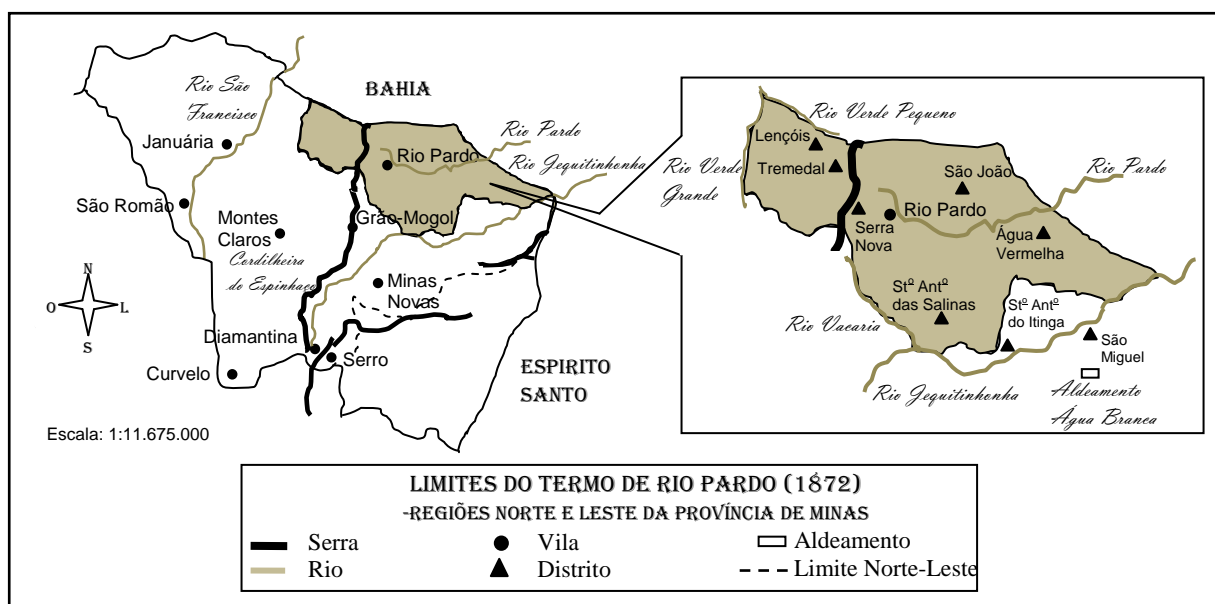 Rio São
Francisco
BAHIA
Januária
Rio Pardo
Rio Pardo
Rio Jequitinhonha
São Romão
Montes
Claros
Grão-Mogol
Cordilheira
do Espinhaço
Minas
Novas
Diamantina
Serro
Curvelo
ESPIRITO
SANTO
N
O
L
S
Escala: 1:11.675.000
Rio Verde Pequeno
Lençóis
Rio Verde
Grande
Tremedal
São João
Rio Pardo
Rio Pardo
Serra
Nova
Água
Vermelha
Stº Antº
das Salinas
Stº Antº
do Itinga
Rio Vacaria
São
Miguel
Rio Jequitinhonha
Aldeamento
Água Branca
LIMITES DO TERMO DE RIO PARDO (1872)
-REGIÕES NORTE E LESTE DA PROVÍNCIA DE MINAS
Serra
Vila
Aldeamento
Rio
Distrito
Limite Norte-Leste